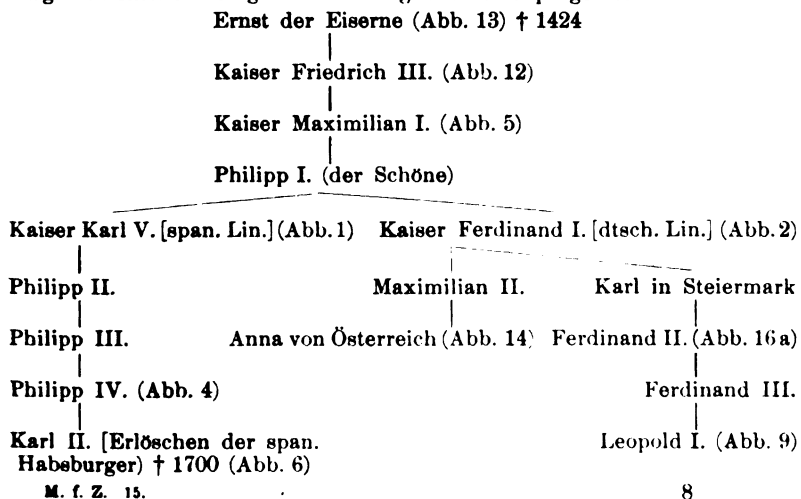 Ernst der Eiserne (Abb. 13) † 1424
Kaiser Friedrich III. (Abb. 12)
Kaiser Maximilian I. (Abb. 5)
Philipp I. (der Schöne)
Kaiser Karl V. [span. Lin.] (Abb. 1) Kaiser Ferdinand I. [dtsch. Lin.] (Abb. 2)
Philipp II. Maximilian II. Karl in Steiermark
Philipp III. Anna von Österreich (Abb. 14) Ferdinand II. (Abb. 16a)
Philipp IV. (Abb. 4) Ferdinand III.
Karl II. [Erlöschen der span. Leopold I. (Abb. 9)
Habsburger) † 1700 (Abb. 6)
M. f. Z. 15. 8